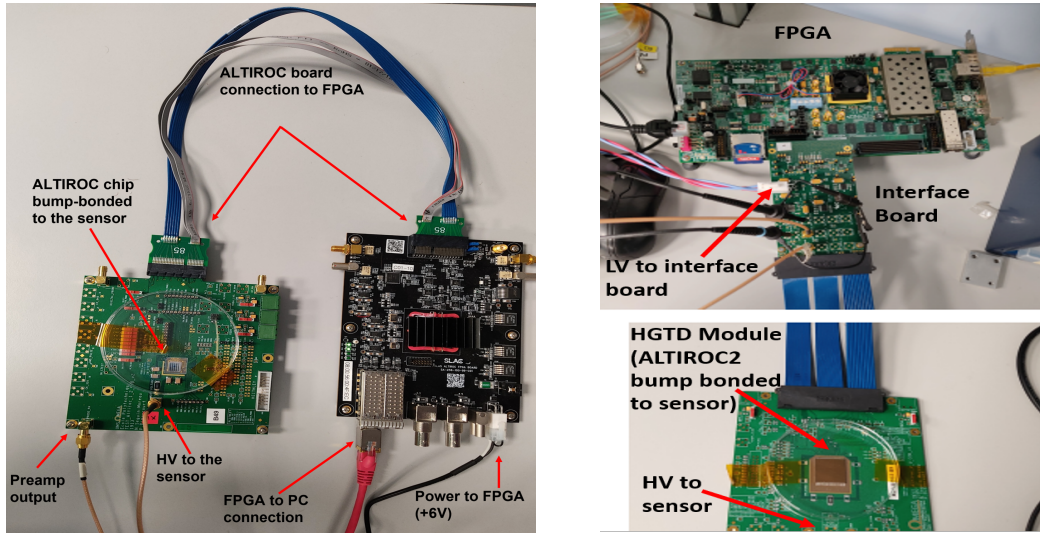 ALTIROC board
connection to FPGA
ALTIROC chip
bump-bonded
to the sensor
85
85
SLAC
B49
Preamp
output
HV to the
sensor
FPGA to PC
connection
Power to FPGA
(+6V)
FPGA
Interface
Board
LV to interface
board
HGTD Module
(ALTIROC2
bump bonded
to sensor)
HV to
sensor